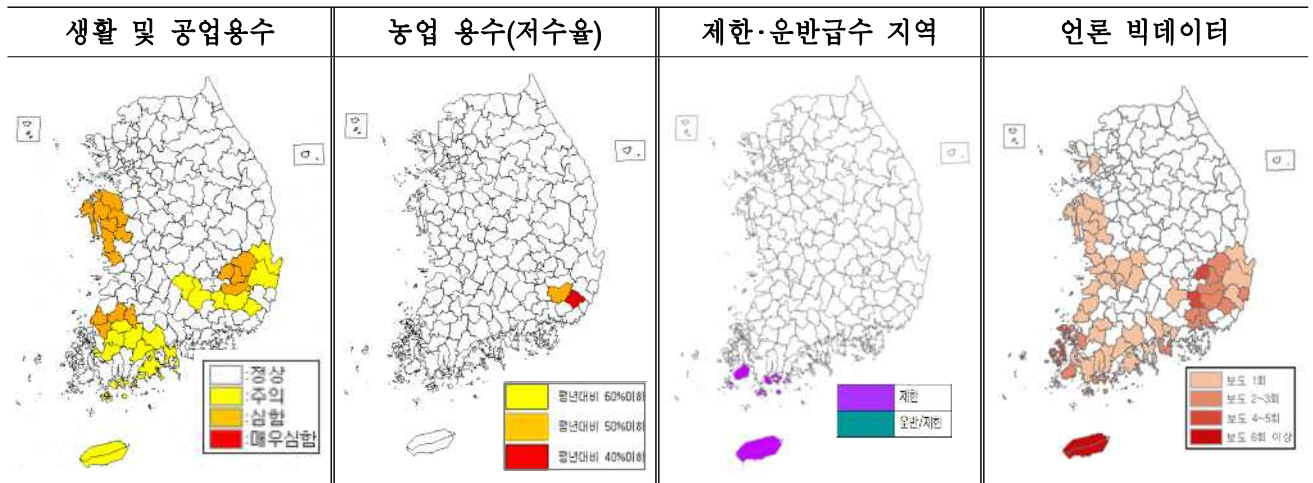 생활 및 공업용수
농업 용수(저수율)
제한·운반급수 지역
언론 빅데이터
:정상
:주의
:심함
:매우심함
평년대비 60%이하
평년대비 50%이하
평년대비 40%이하
제한
운반/제한
보도 1회
보도 2~3회
보도 4~5회
보도 6회 이상